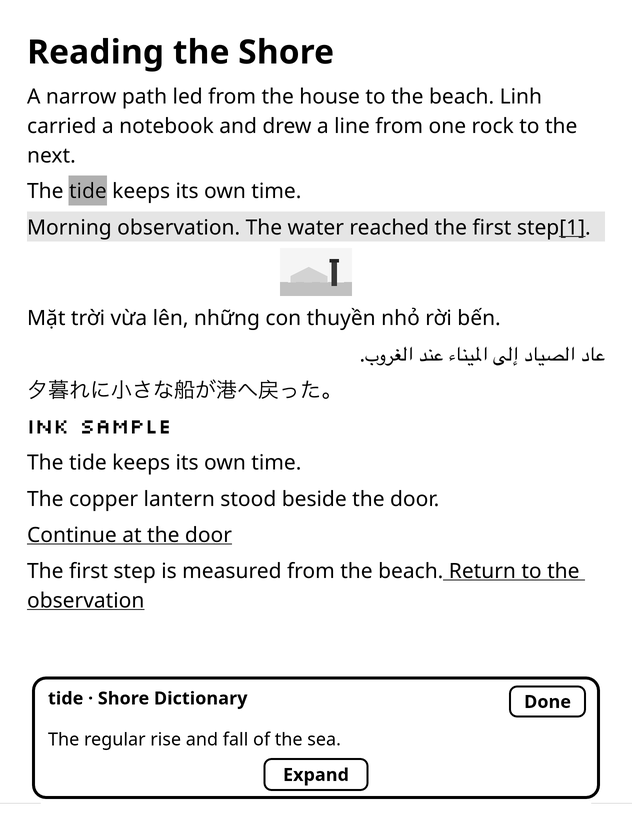 Reading the Shore
A narrow path led from the house to the beach. Linh
carried a notebook and drew a line from one rock to the
next.
The tide keeps its own time.
Morning observation. The water reached the first step[1].
Mặt trời vừa lên, những con thuyền nhỏ rời bến.
عاد الصياد إلى الميناء عند الغروب.
夕暮れに小さな船が港へ戻った。
INK SAMPLE
The tide keeps its own time.
The copper lantern stood beside the door.
Continue at the door
The first step is measured from the beach. Return to the
observation
tide · Shore Dictionary
Done
The regular rise and fall of the sea.
Expand